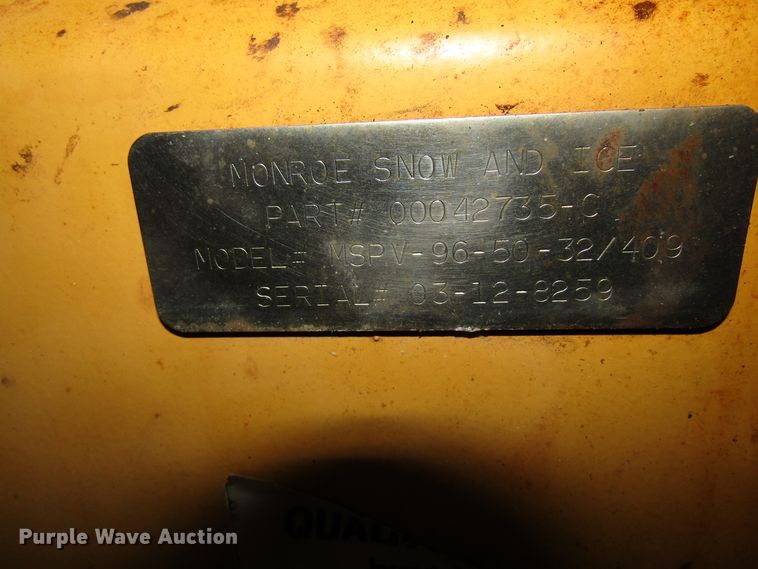 MONROE SNOW AND ICE
PART# 00042735-C
MODEL# MSPV-96-50-32/409
SERIAL# 03-12-8259
Purple Wave Auction